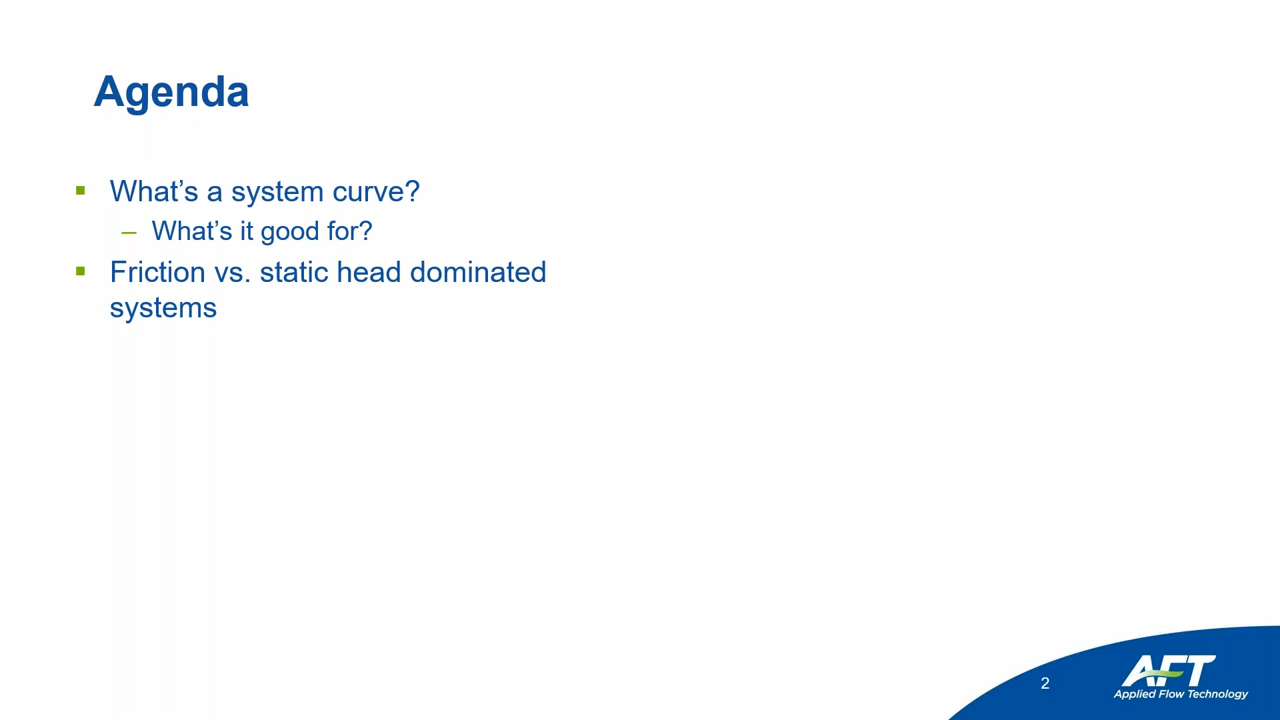 Agenda
▪ What’s a system curve?
– What’s it good for?
▪ Friction vs. static head dominated
systems
2
AFT
Applied Flow Technology